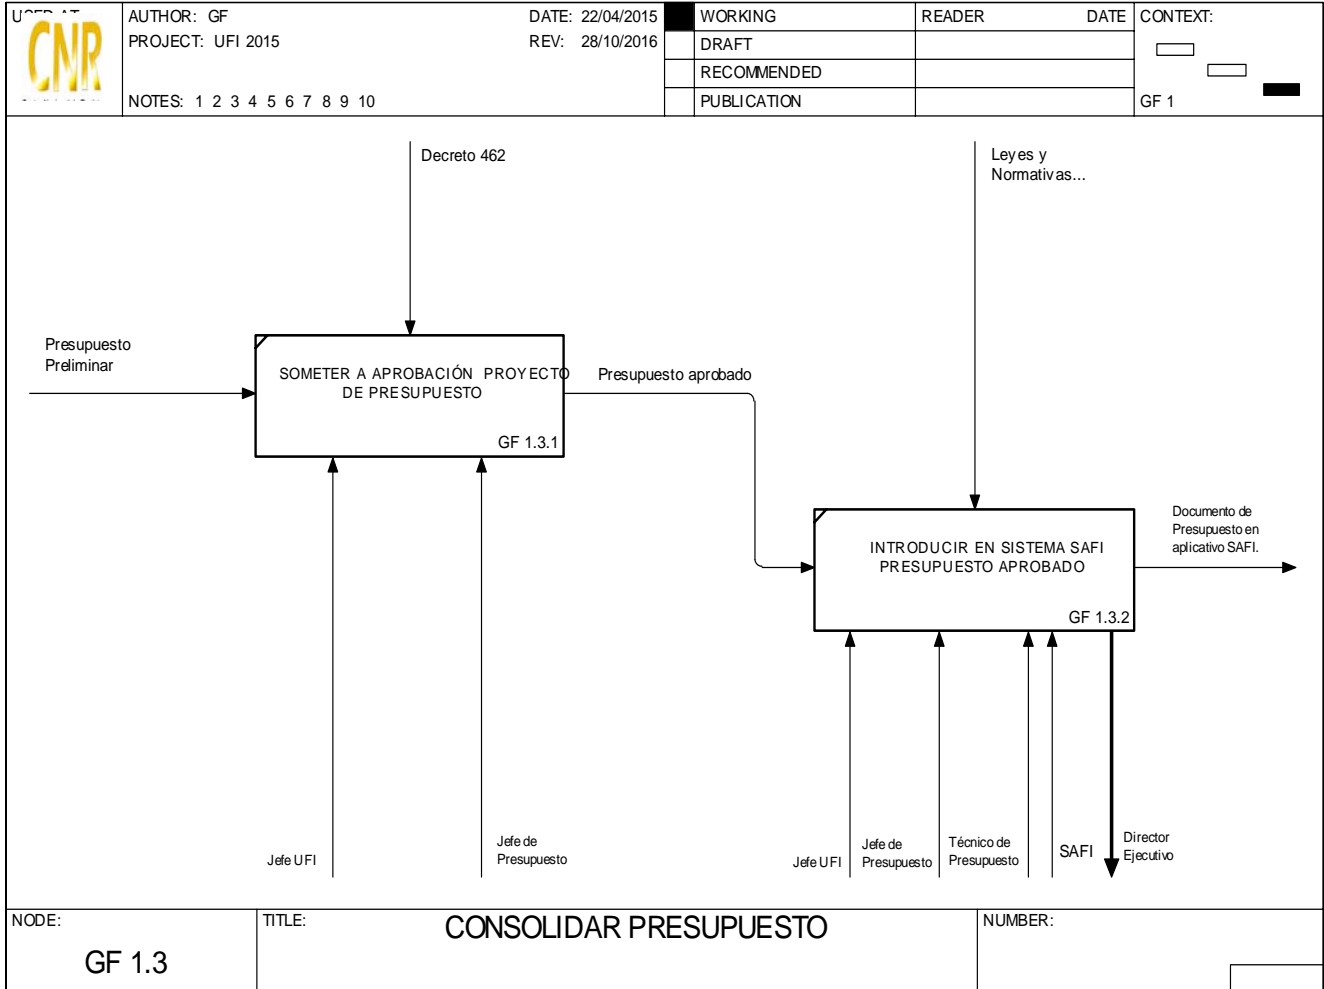 AUTHOR: GF
DATE: 22/04/2015
PROJECT: UFI 2015
REV: 28/10/2016
NOTES: 1 2 3 4 5 6 7 8 9 10
CNR
WORKING
DRAFT
RECOMMENDED
PUBLICATION
READER DATE
CONTEXT:
GF 1
Decreto 462
Leyes y
Normativas...
Presupuesto
Preliminar
SOMETER A APROBACIÓN PROYECTO
DE PRESUPUESTO
GF 1.3.1
Presupuesto aprobado
INTRODUCIR EN SISTEMA SAFI
PRESUPUESTO APROBADO
GF 1.3.2
Documento de
Presupuesto en
aplicativo SAFI.
Jefe UFI
Jefe de
Presupuesto
Jefe UFI
Jefe de
Presupuesto
Técnico de
Presupuesto
SAFI
Director
Ejecutivo
NODE:
GF 1.3
TITLE:
CONSOLIDAR PRESUPUESTO
NUMBER: